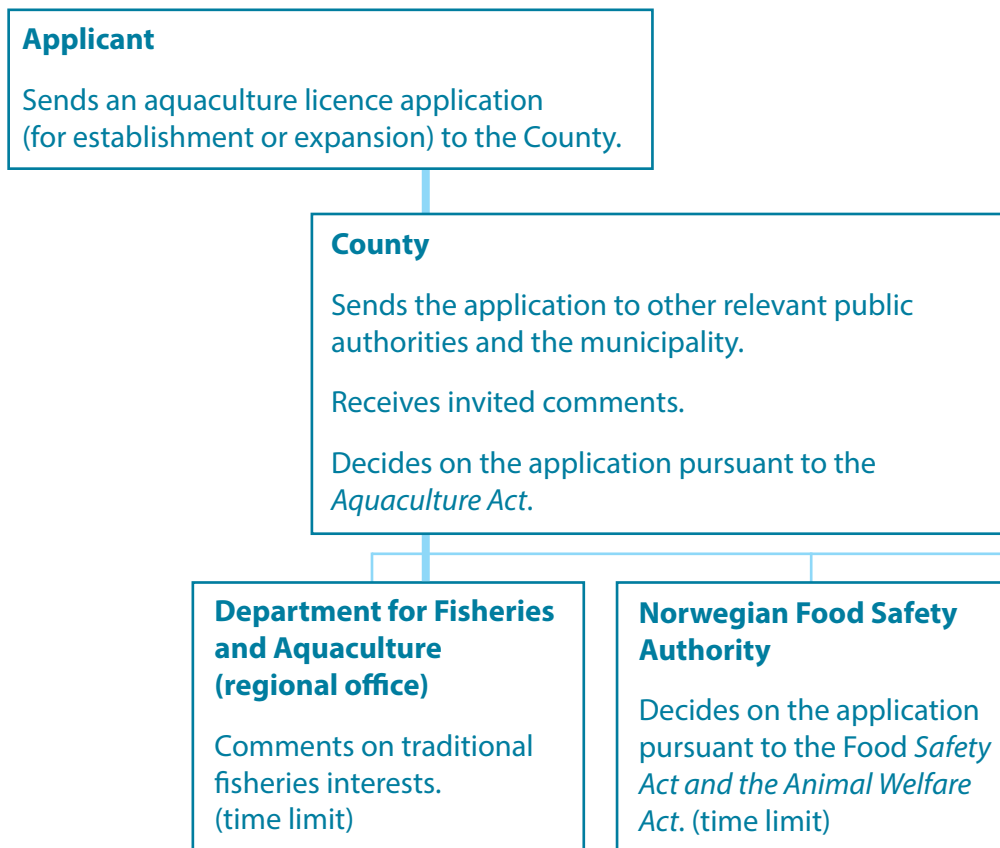 Applicant
Sends an aquaculture licence application
(for establishment or expansion) to the County.
County
Sends the application to other relevant public
authorities and the municipality.
Receives invited comments.
Decides on the application pursuant to the
Aquaculture Act.
Department for Fisheries
and Aquaculture
(regional office)
Comments on traditional
fisheries interests.
(time limit)
Norwegian Food Safety
Authority
Decides on the application
pursuant to the Food Safety
Act and the Animal Welfare
Act. (time limit)